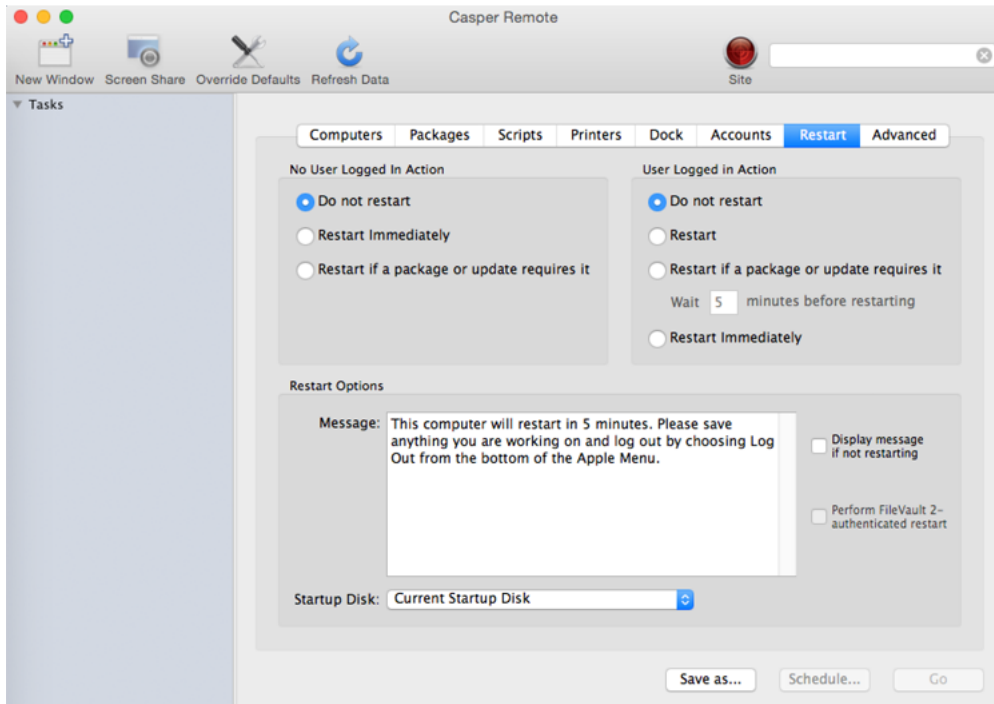 Casper Remote
New Window Screen Share Override Defaults Refresh Data Site
Tasks
Computers Packages Scripts Printers Dock Accounts Restart Advanced
No User Logged In Action
Do not restart
Restart Immediately
Restart if a package or update requires it
User Logged in Action
Do not restart
Restart
Restart if a package or update requires it
Wait 5 minutes before restarting
Restart Immediately
Restart Options
Message: This computer will restart in 5 minutes. Please save
anything you are working on and log out by choosing Log
Out from the bottom of the Apple Menu.
Display message
if not restarting
Perform FileVault 2-
authenticated restart
Startup Disk: Current Startup Disk
Save as... Schedule... Go